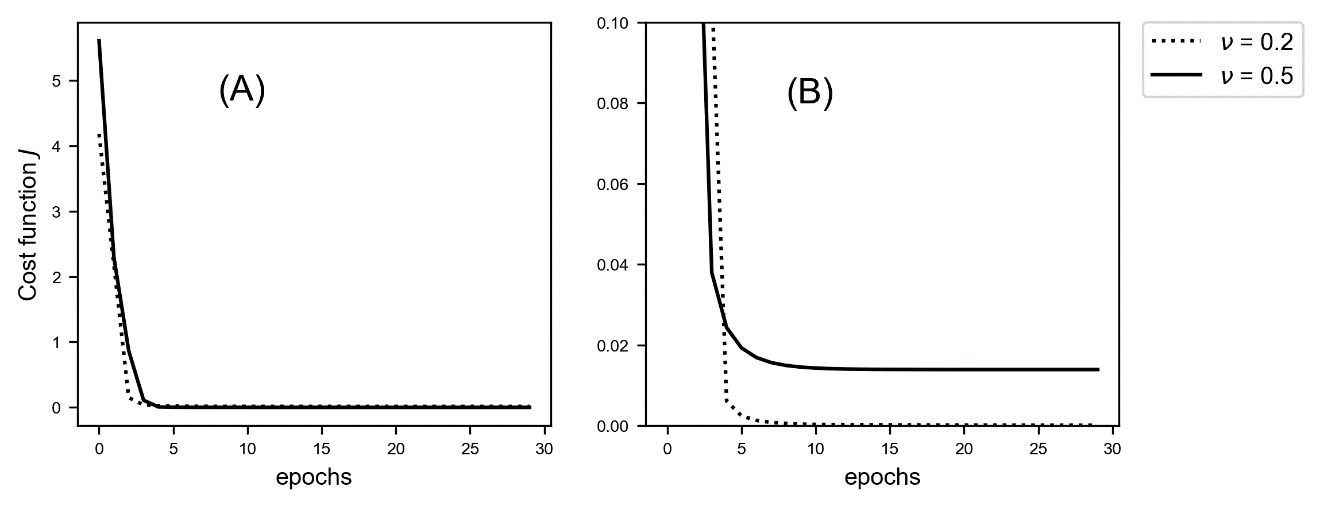 (A)
Cost function J
5
4
3
2
1
0
0 5 10 15 20 25 30
epochs
(B)
0.10
0.08
0.06
0.04
0.02
0.00
0 5 10 15 20 25 30
epochs
ν = 0.2
ν = 0.5